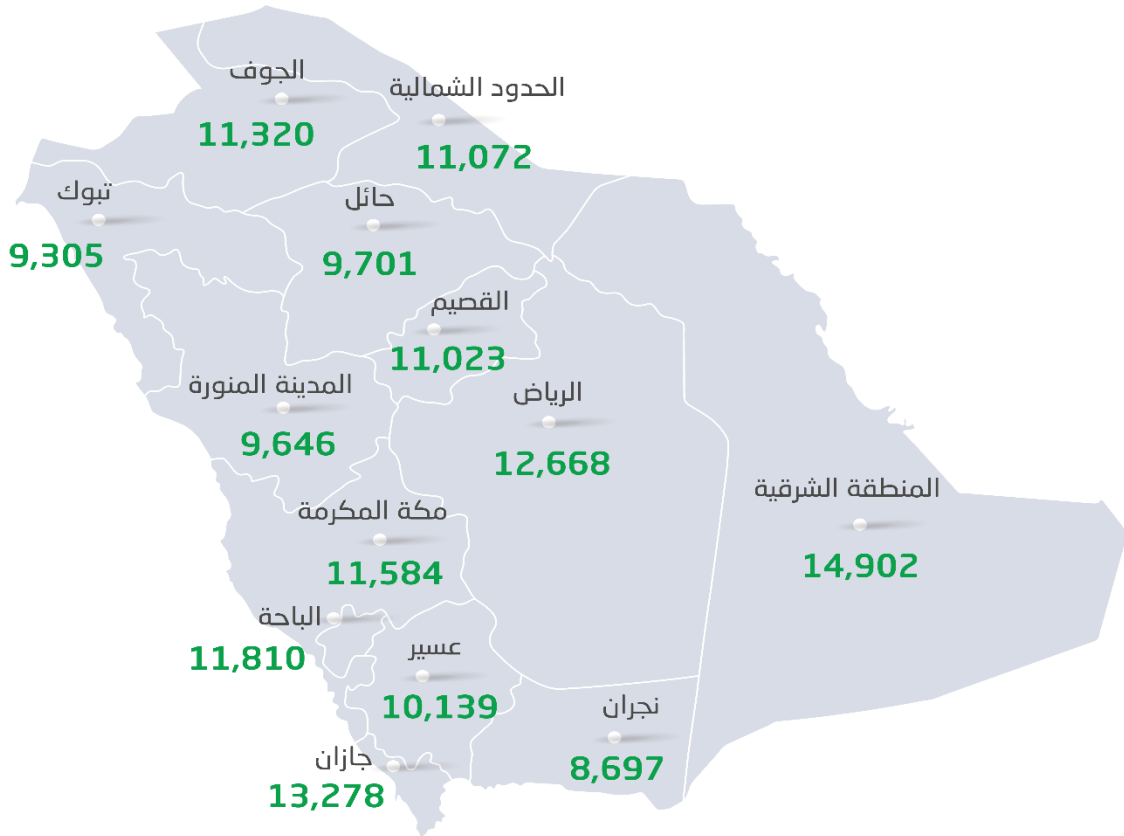 الجوف
11,320
الحدود الشمالية
11,072
تبوك
9,305
حائل
9,701
القصيم
11,023
المدينة المنورة
9,646
الرياض
12,668
المنطقة الشرقية
14,902
مكة المكرمة
11,584
الباحة
11,810
عسير
10,139
نجران
8,697
جازان
13,278